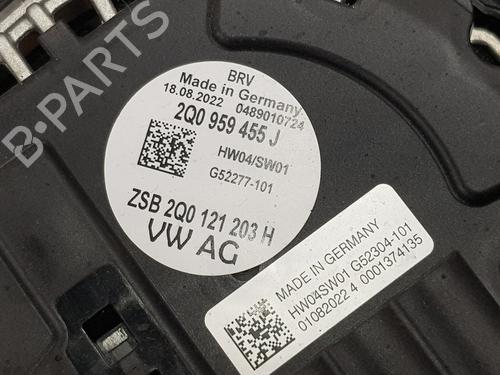 B-PARTS
BRV
Made in Germany
18.08.2022 0489010724
2Q0 959 455 J
HW04/SW01
G52277-101
ZSB 2Q0 121 203 H
VW AG
MADE IN GERMANY
HW04SW01 G52304-101
01082022 4 0001374135